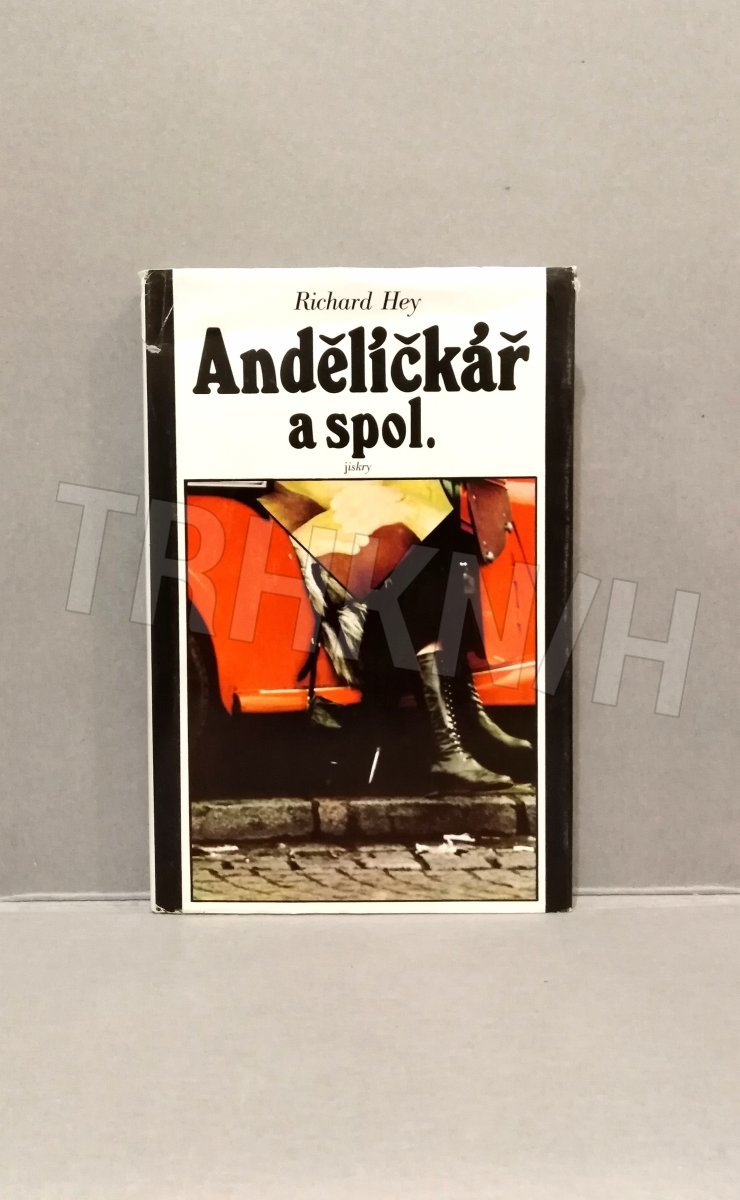 Richard Hey
Andělíčkář
a spol.
jiskry
TRHKNIH